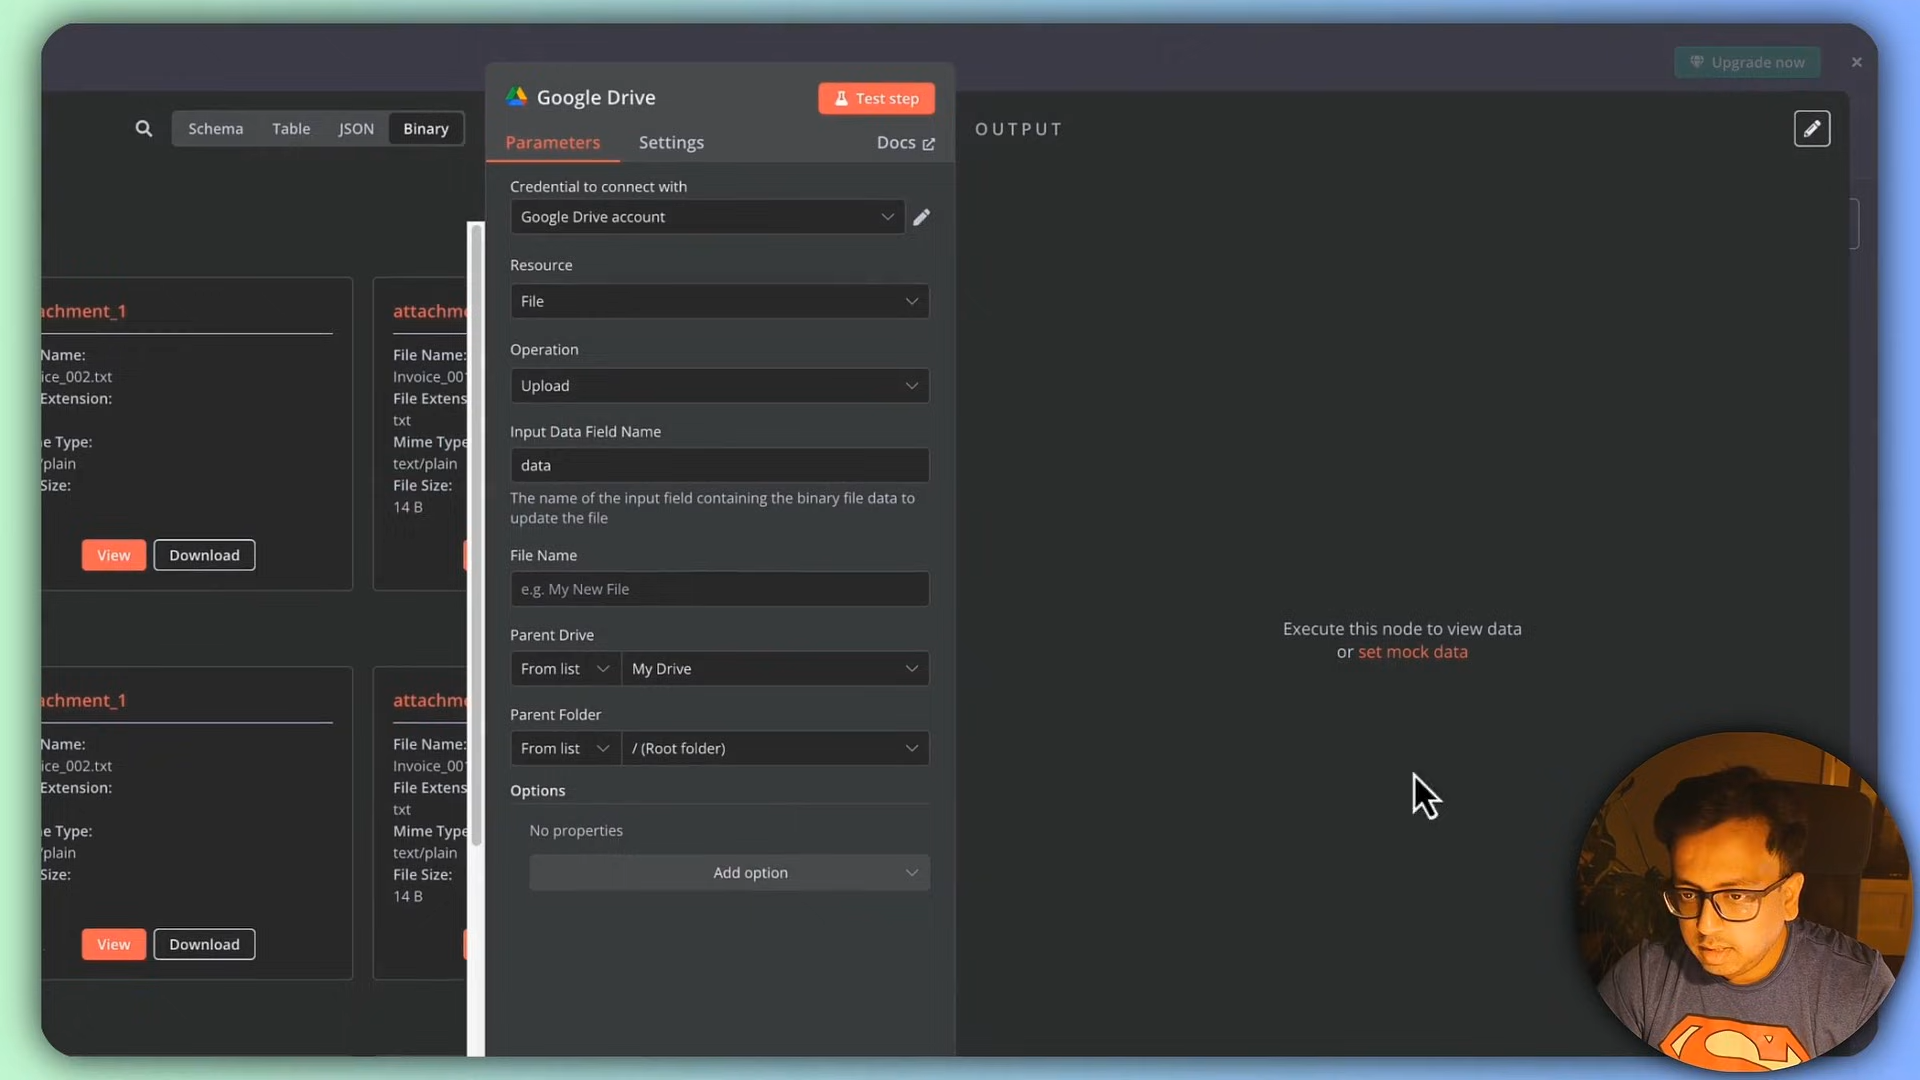 Upgrade now
Schema
Table
JSON
Binary
achment_1
Name:
ice_002.txt
Extension:
e Type:
/plain
Size:
View
Download
attachme
File Name:
Invoice_001
File Extens
txt
Mime Type
text/plain
File Size:
14 B
achment_1
Name:
ice_002.txt
Extension:
e Type:
/plain
Size:
View
Download
attachme
File Name:
Invoice_001
File Extens
txt
Mime Type
text/plain
File Size:
14 B
Google Drive
Test step
Parameters
Settings
Docs
Credential to connect with
Google Drive account
Resource
File
Operation
Upload
Input Data Field Name
data
The name of the input field containing the binary file data to
update the file
File Name
e.g. My New File
Parent Drive
From list
My Drive
Parent Folder
From list
/ (Root folder)
Options
No properties
Add option
OUTPUT
Execute this node to view data
or set mock data